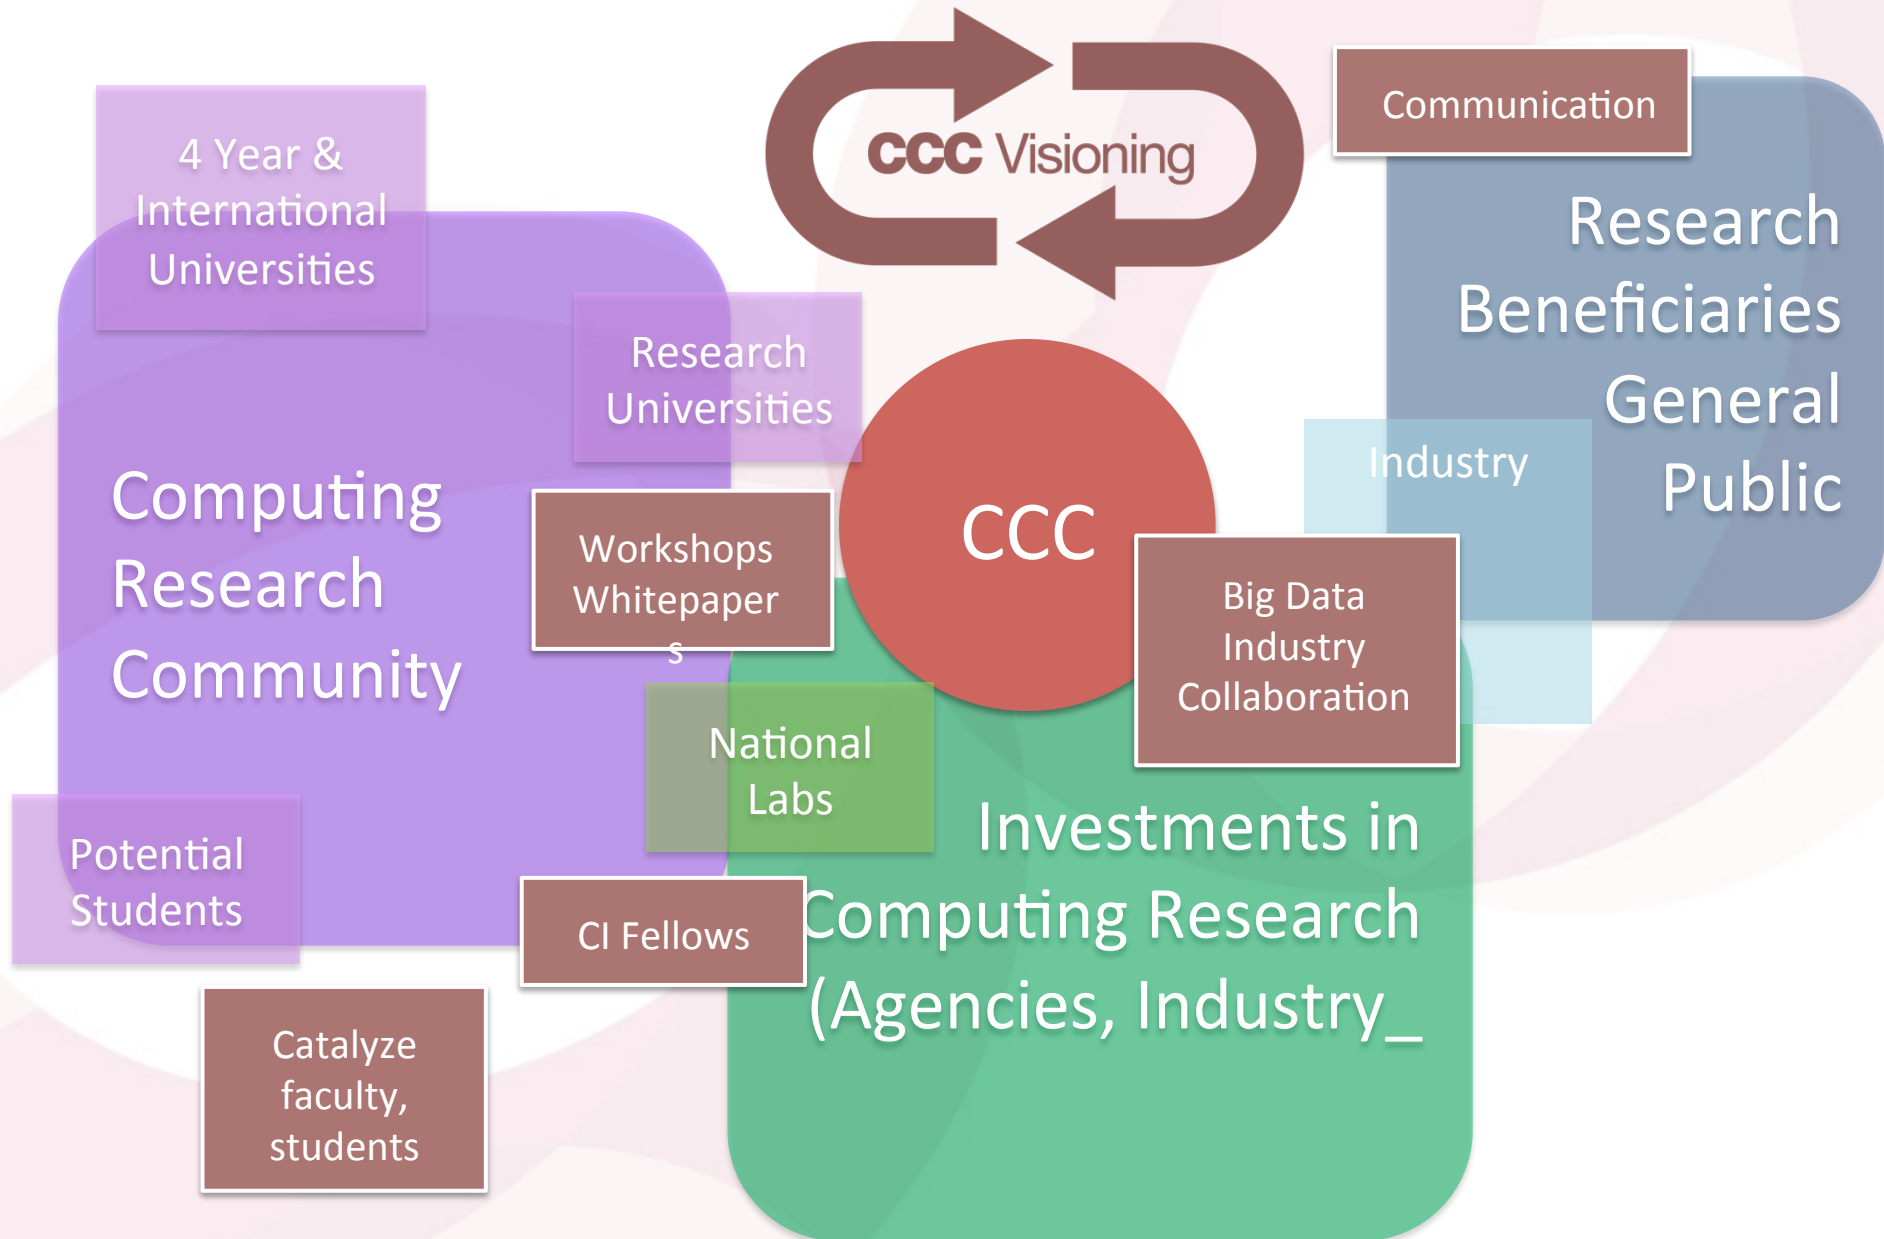 CCC Visioning
Communication
4 Year &
International
Universities
Research
Beneficiaries
General
Public
Research
Universities
Industry
Computing
Research
Community
CCC
Workshops
Whitepaper
s
Big Data
Industry
Collaboration
National
Labs
Investments in
Computing Research
(Agencies, Industry_
Potential
Students
CI Fellows
Catalyze
faculty,
students